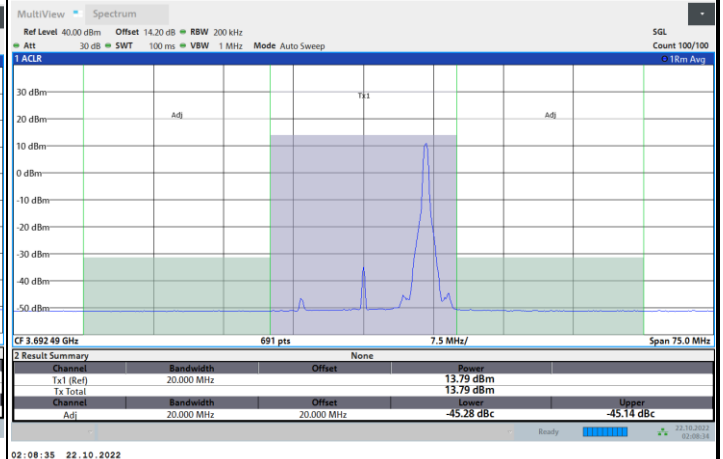 MultiView Spectrum
Ref Level 40.00 dBm Offset 14.20 dB RBW 200 kHz SGL
Att 30 dB SWT 100 ms VBW 1 MHz Mode Auto Sweep Count 100/100
1 ACLR 1Rm Avg
30 dBm
Tx1
20 dBm Adj Adj
10 dBm
0 dBm
-10 dBm
-20 dBm
-30 dBm
-40 dBm
-50 dBm
CF 3.692 49 GHz 691 pts 7.5 MHz/ Span 75.0 MHz
2 Result Summary None
Channel Bandwidth Offset Power
Tx1 (Ref) 20.000 MHz 13.79 dBm
Tx Total 13.79 dBm
Channel Bandwidth Offset Lower Upper
Adj 20.000 MHz 20.000 MHz -45.28 dBc -45.14 dBc
Ready 22.10.2022
02:08:34
02:08:35 22.10.2022